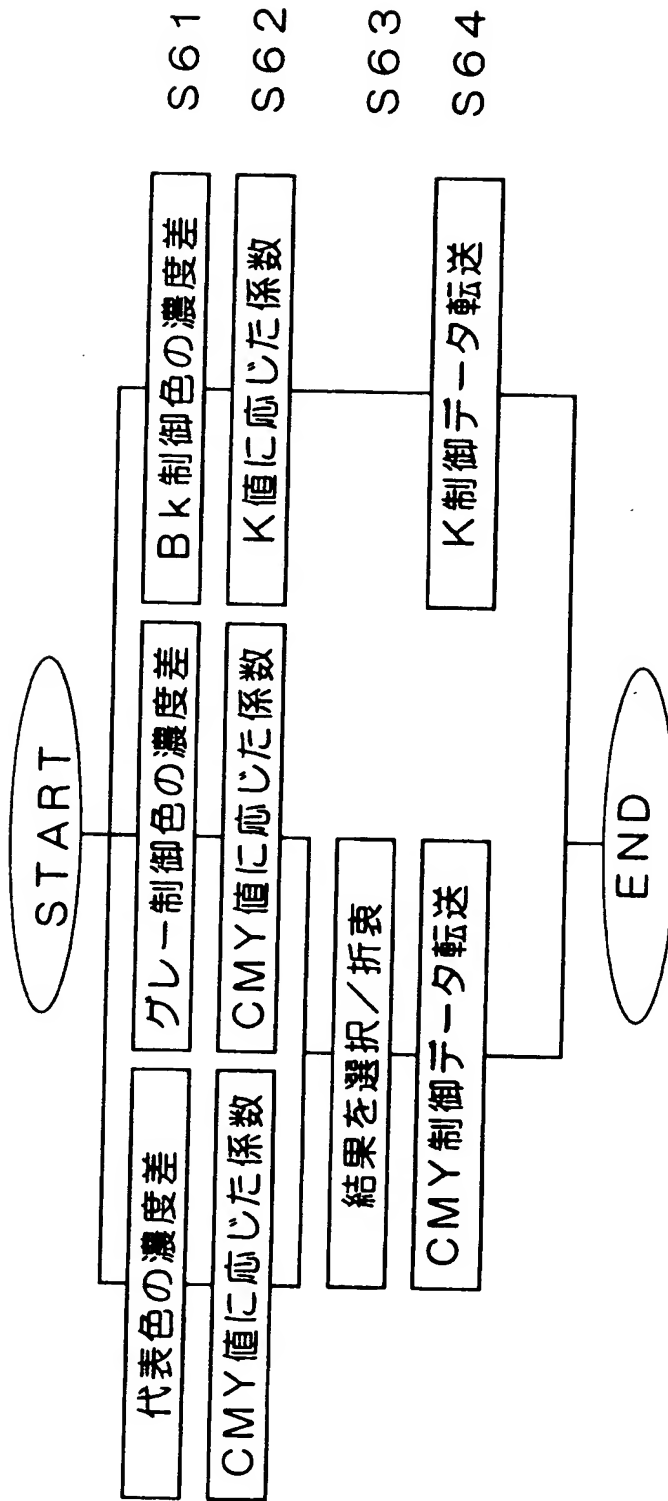 START
代表色の濃度差
グレー制御色の濃度差
Bk制御色の濃度差
S61
CMY値に応じた係数
CMY値に応じた係数
K値に応じた係数
S62
結果を選択/折衷
S63
CMY制御データ転送
K制御データ転送
S64
END